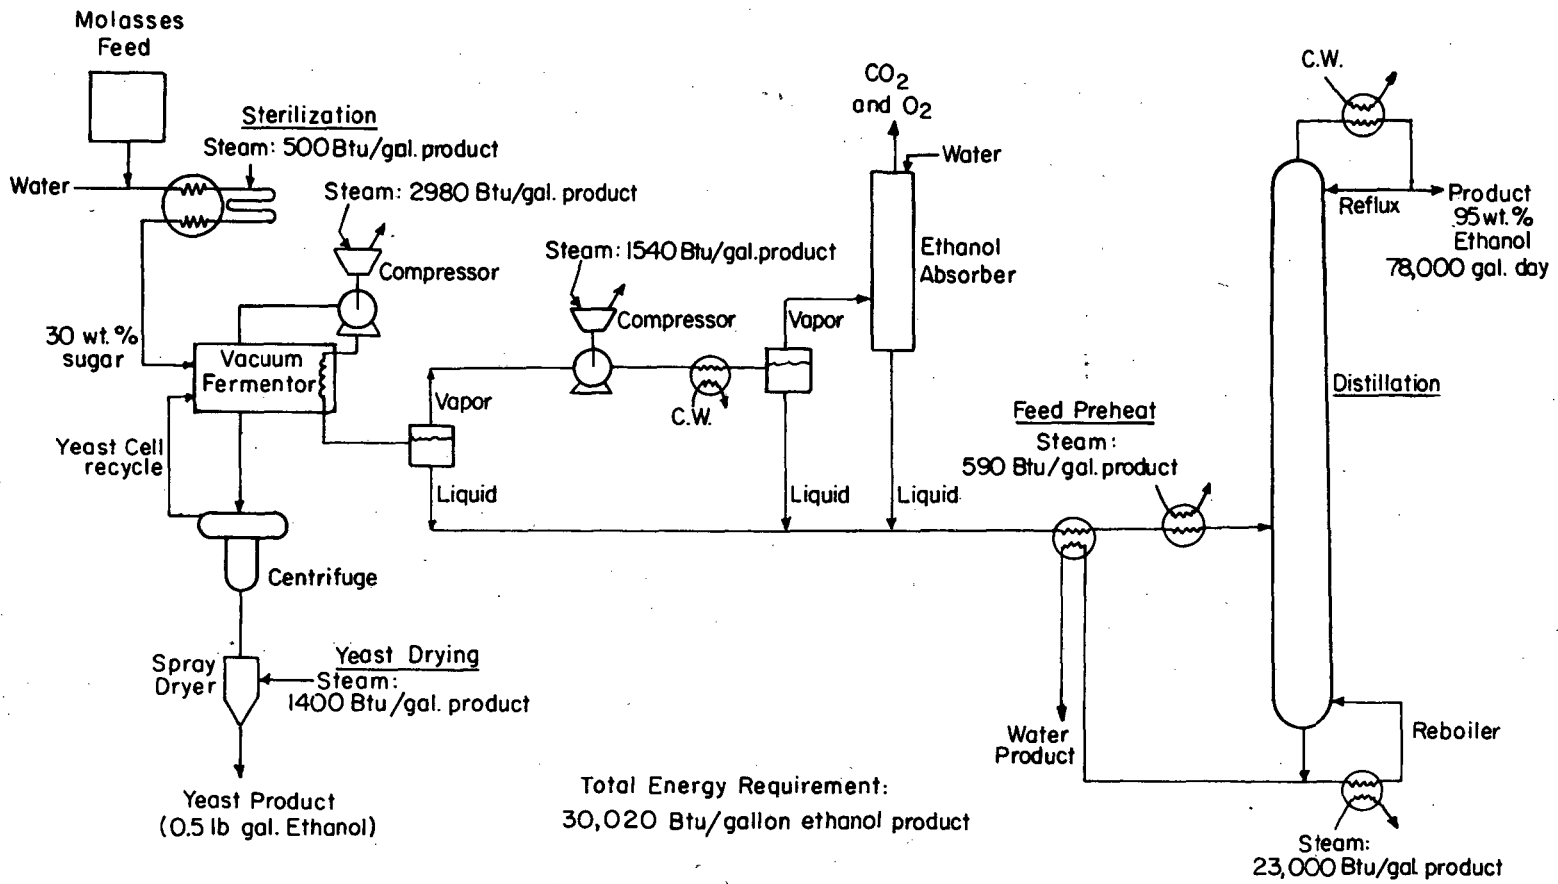 Molasses
Feed
Sterilization
Steam: 500 Btu/gal. product
Water
Steam: 2980 Btu/gal. product
Compressor
30 wt. %
sugar
Vacuum
Fermentor
Yeast Cell
recycle
Centrifuge
Spray
Dryer
Yeast Drying
Steam:
1400 Btu/gal. product
Yeast Product
(0.5 lb gal. Ethanol)
Vapor
Liquid
Steam: 1540 Btu/gal. product
Compressor
C.W.
Vapor
Liquid
CO2
and O2
Water
Ethanol
Absorber
Liquid
Feed Preheat
Steam:
590 Btu/gal. product
Water
Product
C.W.
Reflux
Product
95 wt. %
Ethanol
78,000 gal. day
Distillation
Reboiler
Steam:
23,000 Btu/gal product
Total Energy Requirement:
30,020 Btu/gallon ethanol product